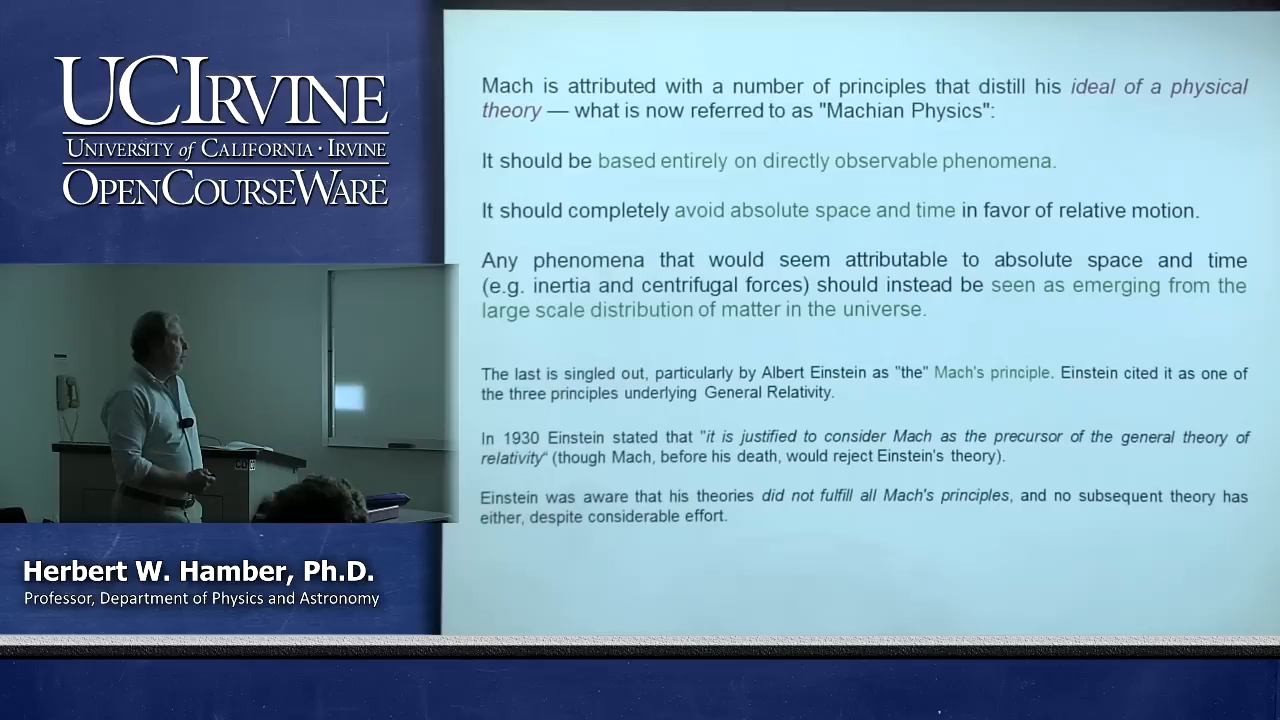 UCIRVINE
UNIVERSITY of CALIFORNIA · IRVINE
OPENCOURSEWARE
Herbert W. Hamber, Ph.D.
Professor, Department of Physics and Astronomy
Mach is attributed with a number of principles that distill his ideal of a physical
theory — what is now referred to as "Machian Physics":
It should be based entirely on directly observable phenomena.
It should completely avoid absolute space and time in favor of relative motion.
Any phenomena that would seem attributable to absolute space and time
(e.g. inertia and centrifugal forces) should instead be seen as emerging from the
large scale distribution of matter in the universe.
The last is singled out, particularly by Albert Einstein as "the" Mach's principle. Einstein cited it as one of
the three principles underlying General Relativity.
In 1930 Einstein stated that "it is justified to consider Mach as the precursor of the general theory of
relativity" (though Mach, before his death, would reject Einstein's theory).
Einstein was aware that his theories did not fulfill all Mach's principles, and no subsequent theory has
either, despite considerable effort.